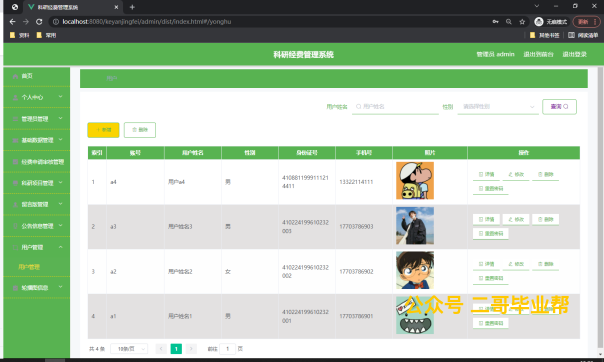 科研经费管理系统
localhost:8080/keyanjingfei/admin/dist/index.html#/yonghu
无痕模式
更新
资料 常用 其他书签 阅读清单
科研经费管理系统 管理员 admin 退出到前台 退出登录
首页
个人中心
管理员管理
基础数据管理
经费申请审核管理
科研项目管理
留言版管理
公告信息管理
用户管理
用户管理
轮播图信息
用户姓名 用户姓名 性别 请选择性别 查询
新增 删除
索引 账号 用户姓名 性别 身份证号 手机号 照片 操作
1 a4 用户a4 男 410881199911124411 13322114111 详情 修改 删除
重置密码
2 a3 用户姓名3 男 410224199610232003 17703786903 详情 修改 删除
重置密码
3 a2 用户姓名2 女 410224199610232002 17703786902 详情 修改 删除
重置密码
4 a1 用户姓名1 男 410224199610232001 17703786901
重置密码
公众号 二哥毕业帮
共 4 条 10条/页 1 前往 1 页